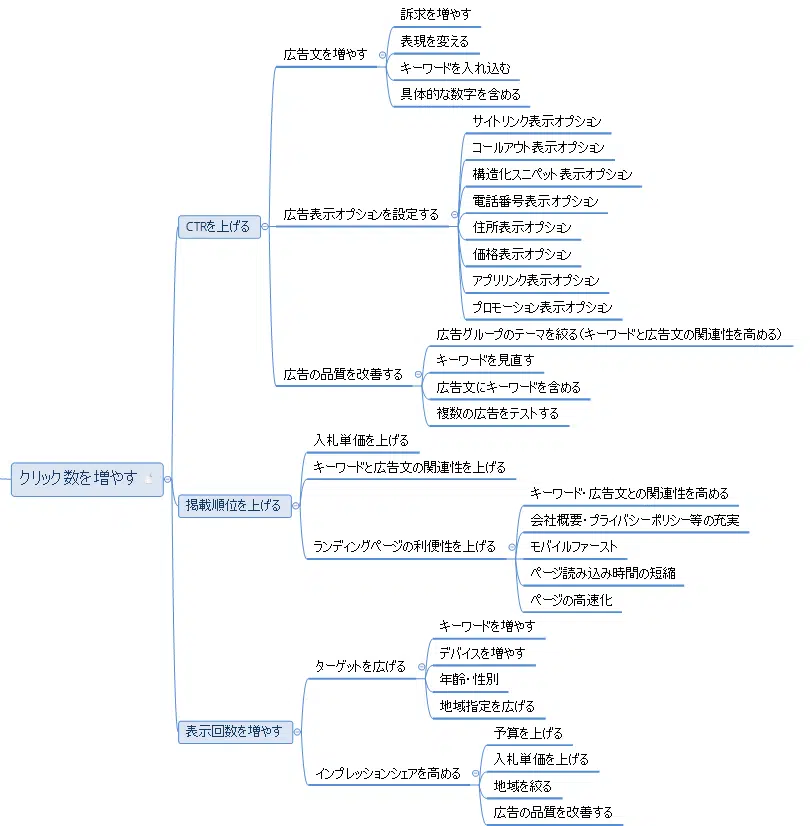 クリック数を増やす
CTRを上げる
広告文を増やす
訴求を増やす
表現を変える
キーワードを入れ込む
具体的な数字を含める
広告表示オプションを設定する
サイトリンク表示オプション
コールアウト表示オプション
構造化スニペット表示オプション
電話番号表示オプション
住所表示オプション
価格表示オプション
アプリリンク表示オプション
プロモーション表示オプション
広告の品質を改善する
広告グループのテーマを絞る(キーワードと広告文の関連性を高める)
キーワードを見直す
広告文にキーワードを含める
複数の広告をテストする
掲載順位を上げる
入札単価を上げる
キーワードと広告文の関連性を上げる
ランディングページの利便性を上げる
キーワード・広告文との関連性を高める
会社概要・プライバシーポリシー等の充実
モバイルファースト
ページ読み込み時間の短縮
ページの高速化
表示回数を増やす
ターゲットを広げる
キーワードを増やす
デバイスを増やす
年齢・性別
地域指定を広げる
インプレッションシェアを高める
予算を上げる
入札単価を上げる
地域を絞る
広告の品質を改善する